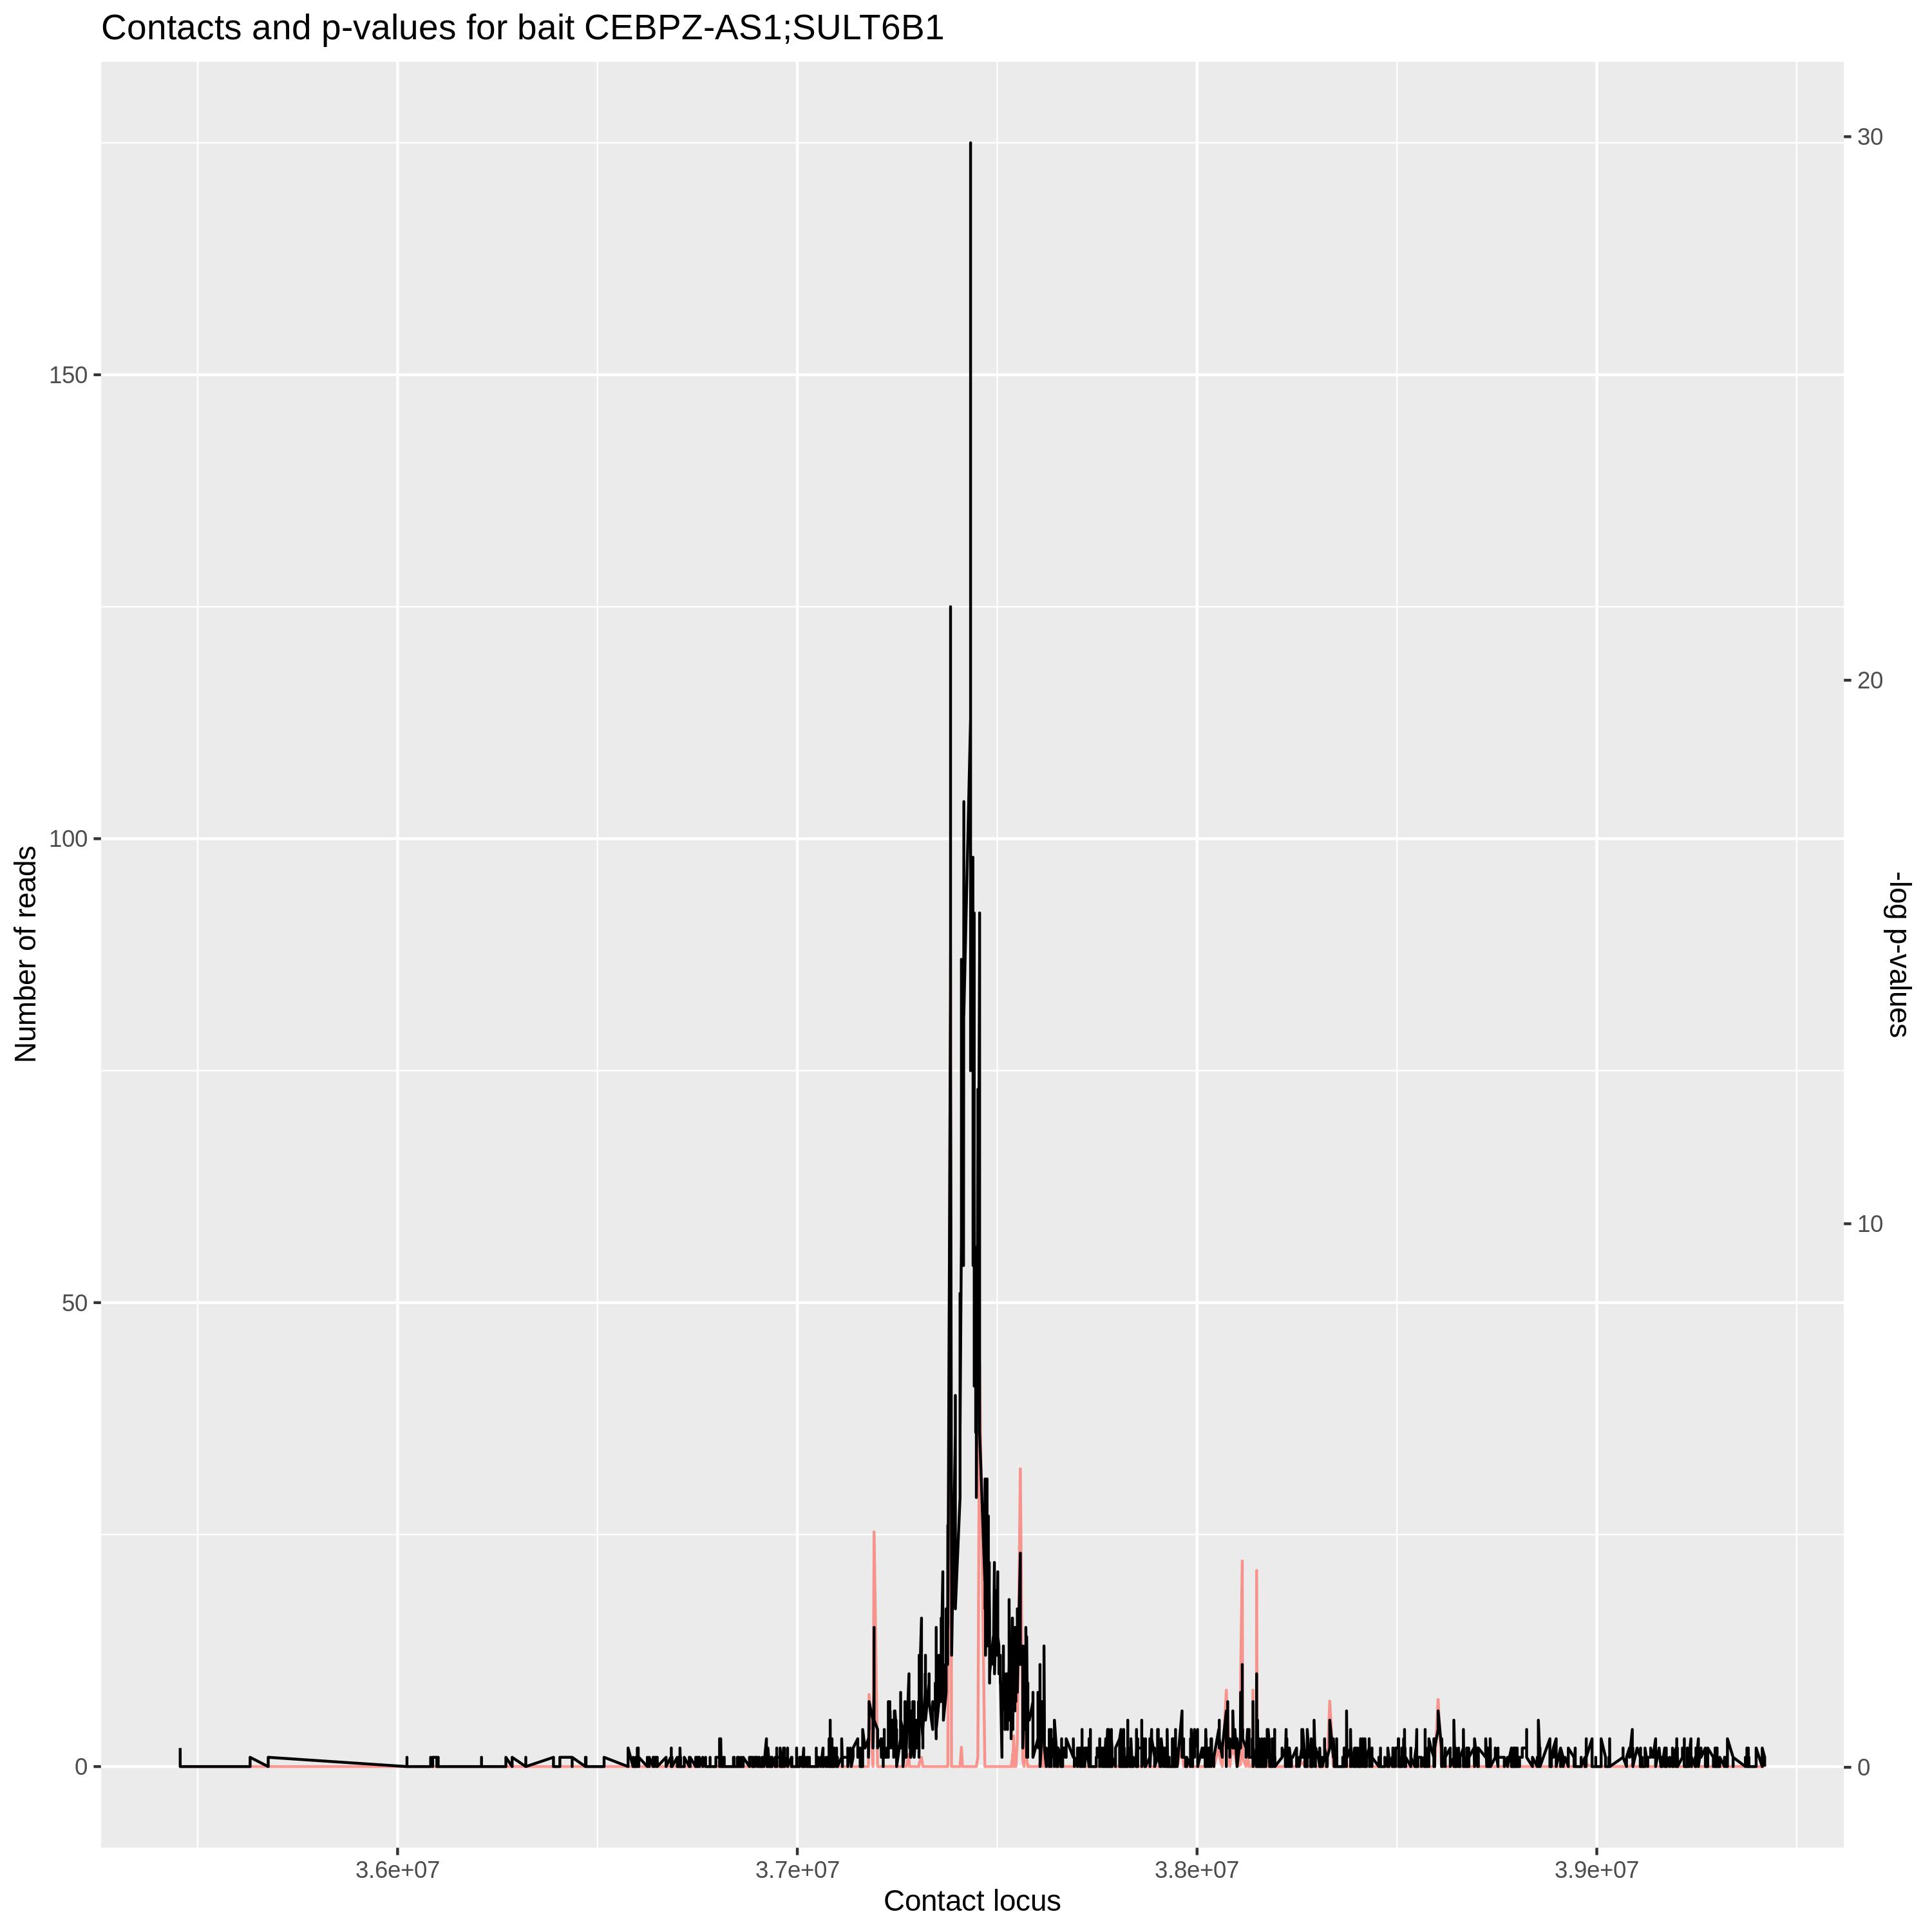 Contacts and p-values for bait CEBPZ-AS1;SULT6B1
Number of reads
150
100
50
0
30
20
10
0
-log p-values
3.6e+07
3.7e+07
3.8e+07
3.9e+07
Contact locus